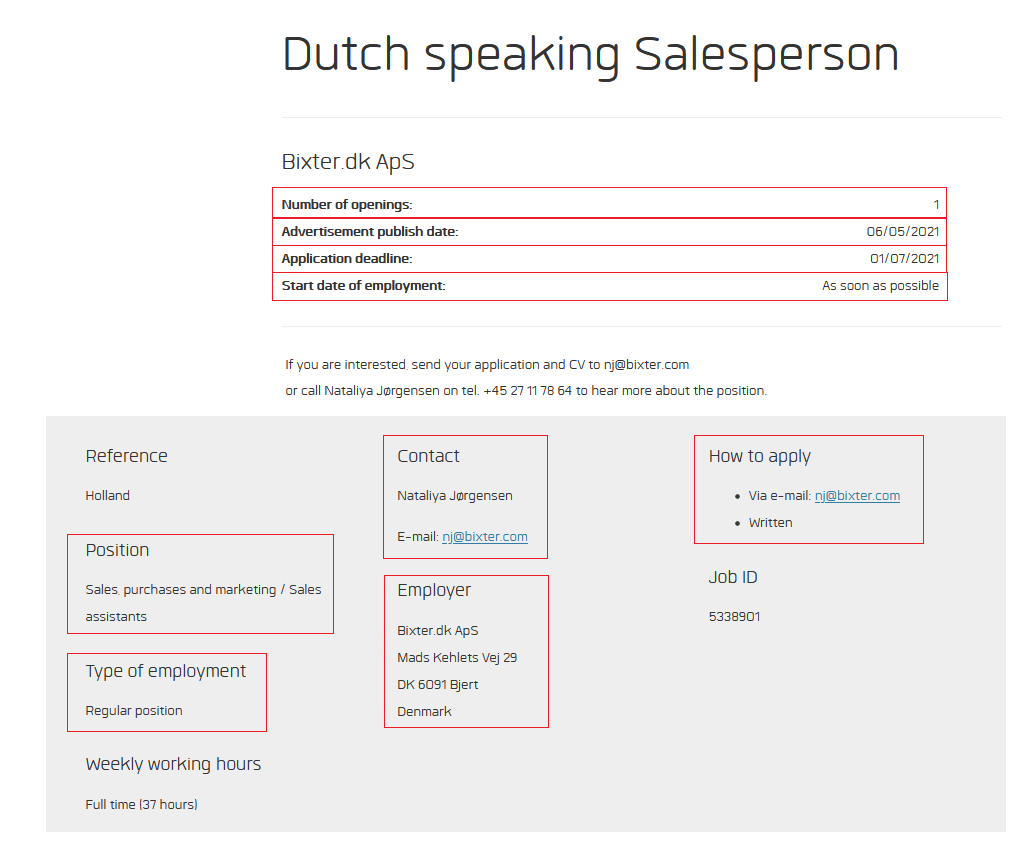 Dutch speaking Salesperson
Bixter.dk ApS
Number of openings: 1
Advertisement publish date: 06/05/2021
Application deadline: 01/07/2021
Start date of employment: As soon as possible
If you are interested, send your application and CV to nj@bixter.com
or call Nataliya Jørgensen on tel. +45 27 11 78 64 to hear more about the position.
Reference
Holland
Position
Sales, purchases and marketing / Sales
assistants
Type of employment
Regular position
Weekly working hours
Full time (37 hours)
Contact
Nataliya Jørgensen
E-mail: nj@bixter.com
Employer
Bixter.dk ApS
Mads Kehlets Vej 29
DK 6091 Bjert
Denmark
How to apply
• Via e-mail: nj@bixter.com
• Written
Job ID
5338901